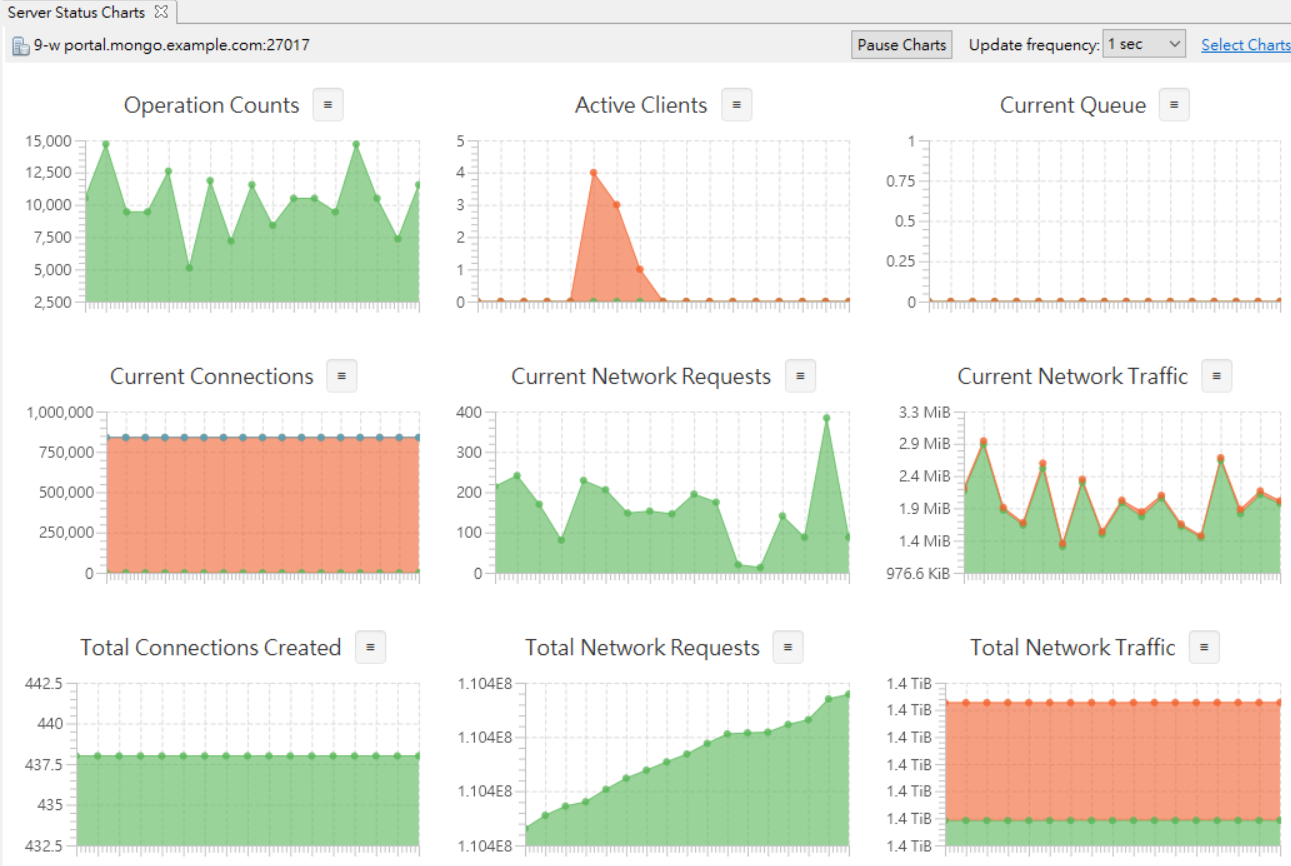 Server Status Charts
9-w portal.mongo.example.com:27017
Pause Charts
Update frequency:
1 sec
Select Charts
Operation Counts
15,000
12,500
10,000
7,500
5,000
2,500
Active Clients
5
4
3
2
1
0
Current Queue
1
0.75
0.5
0.25
0
Current Connections
1,000,000
750,000
500,000
250,000
0
Current Network Requests
400
300
200
100
0
Current Network Traffic
3.3 MiB
2.9 MiB
2.4 MiB
1.9 MiB
1.4 MiB
976.6 KiB
Total Connections Created
442.5
440
437.5
435
432.5
Total Network Requests
1.104E8
1.104E8
1.104E8
1.104E8
Total Network Traffic
1.4 TiB
1.4 TiB
1.4 TiB
1.4 TiB
1.4 TiB
1.4 TiB
1.4 TiB